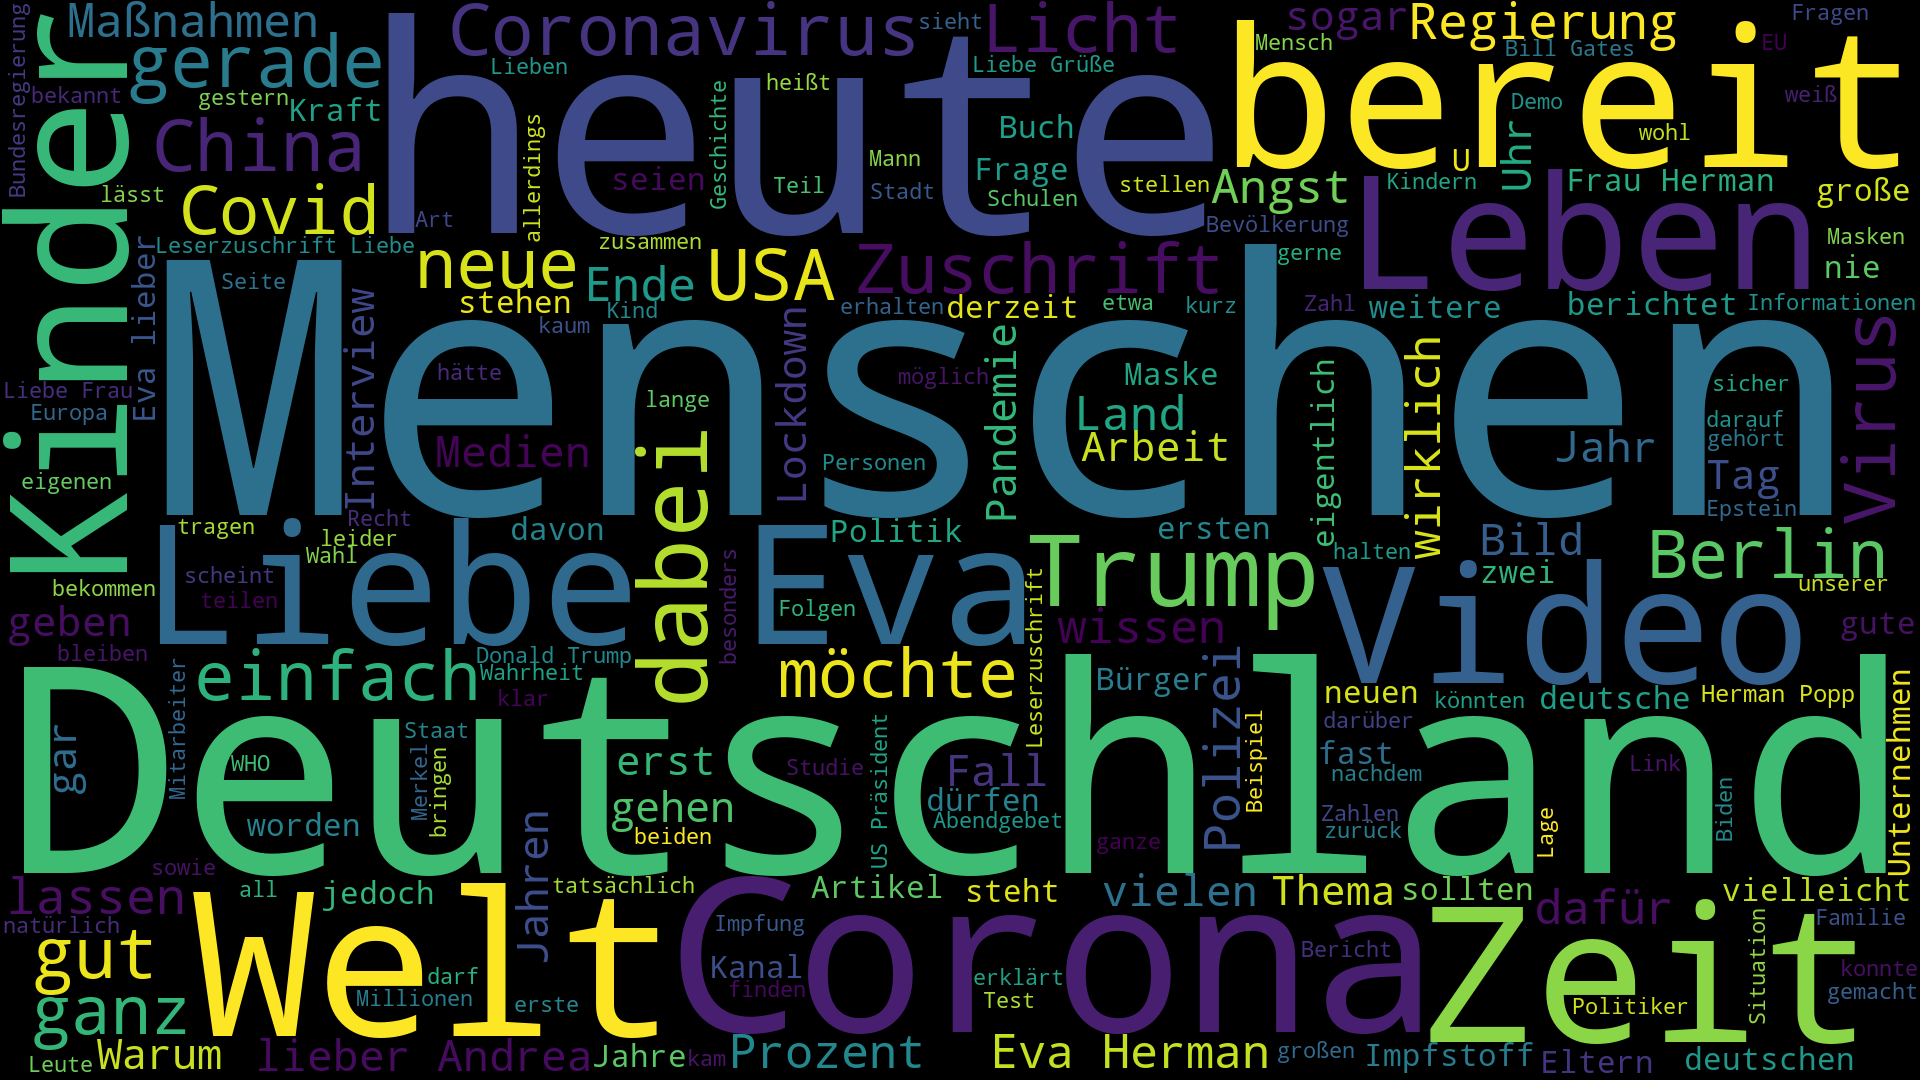 Maßnahmen
Coronavirus
sieht
Licht
sogar
Regierung
Fragen
Bundesregierung
Kinder
gerade
heute
Lieben
heißt
Liebe Grüße
Mensch
Bill Gates
EU
bereit
bekannt
gestern
Kraft
Geschichte
Buch
Demo
weiß
China
allerdings
Mann
Frage
Uhr
wohl
U
lässt
Covid
Art
seien
Teil
Stadt
Schulen
stellen
Angst
Kindern
Frau Herman
große
Leserzuschrift Liebe
zusammen
Bevölkerung
Leben
Masken
Eva lieber
Seite
neue
Ende
USA
Zuschrift
gerne
nie
stehen
Kind
erhalten
derzeit
etwa
kurz
Zahl
weitere
berichtet
Informationen
Menschen
Interview
kaum
Lockdown
Pandemie
eigentlich
Wirklich
Virus
Liebe Frau
Europa
hätte
lange
möglich
Maske
Land
sicher
darauf
gehört
Medien
dabei
Personen
Arbeit
Jahr
Tag
eigenen
Epstein
tragen
Recht
leider
Wahl
davon
Politik
ersten
halten
Bild
zwei
Berlin
unserer
bekommen
scheint
teilen
Liebe
besonders
Eva
Folgen
Leserzuschrift
Trump
wissen
Video
gute
geben
bleiben
einfach
Donald Trump
Wahrheit
klar
möchte
Bürger
Polizei
neuen
könnten
deutsche
Herman Popp
Unternehmen
Mitarbeiter
gar
Deutschland
Staat
WHO
Merkel
bringen
erst
Studie
US Präsident
Fall
Beispiel
darüber
fast
nachdem
Link
worden
gehen
beiden
dürfen
Abendgebet
ganze
Zahlen
zurück
Lage
Biden
sowie
lassen
all
jedoch
Jahren
tatsächlich
Artikel
steht
vielen
Thema
sollten
dafür
vielleicht
natürlich
gut
Welt
Corona
Impfung
Bericht
Zeit
Situation
Familie
darf
Kanal
finden
erklärt
konnte
ganz
Millionen
erste
Test
Politiker
gemacht
Leute
Warum
lieber Andrea
Jahre
kam
Prozent
Eva Herman
großen
Impfstoff
Eltern
deutschen